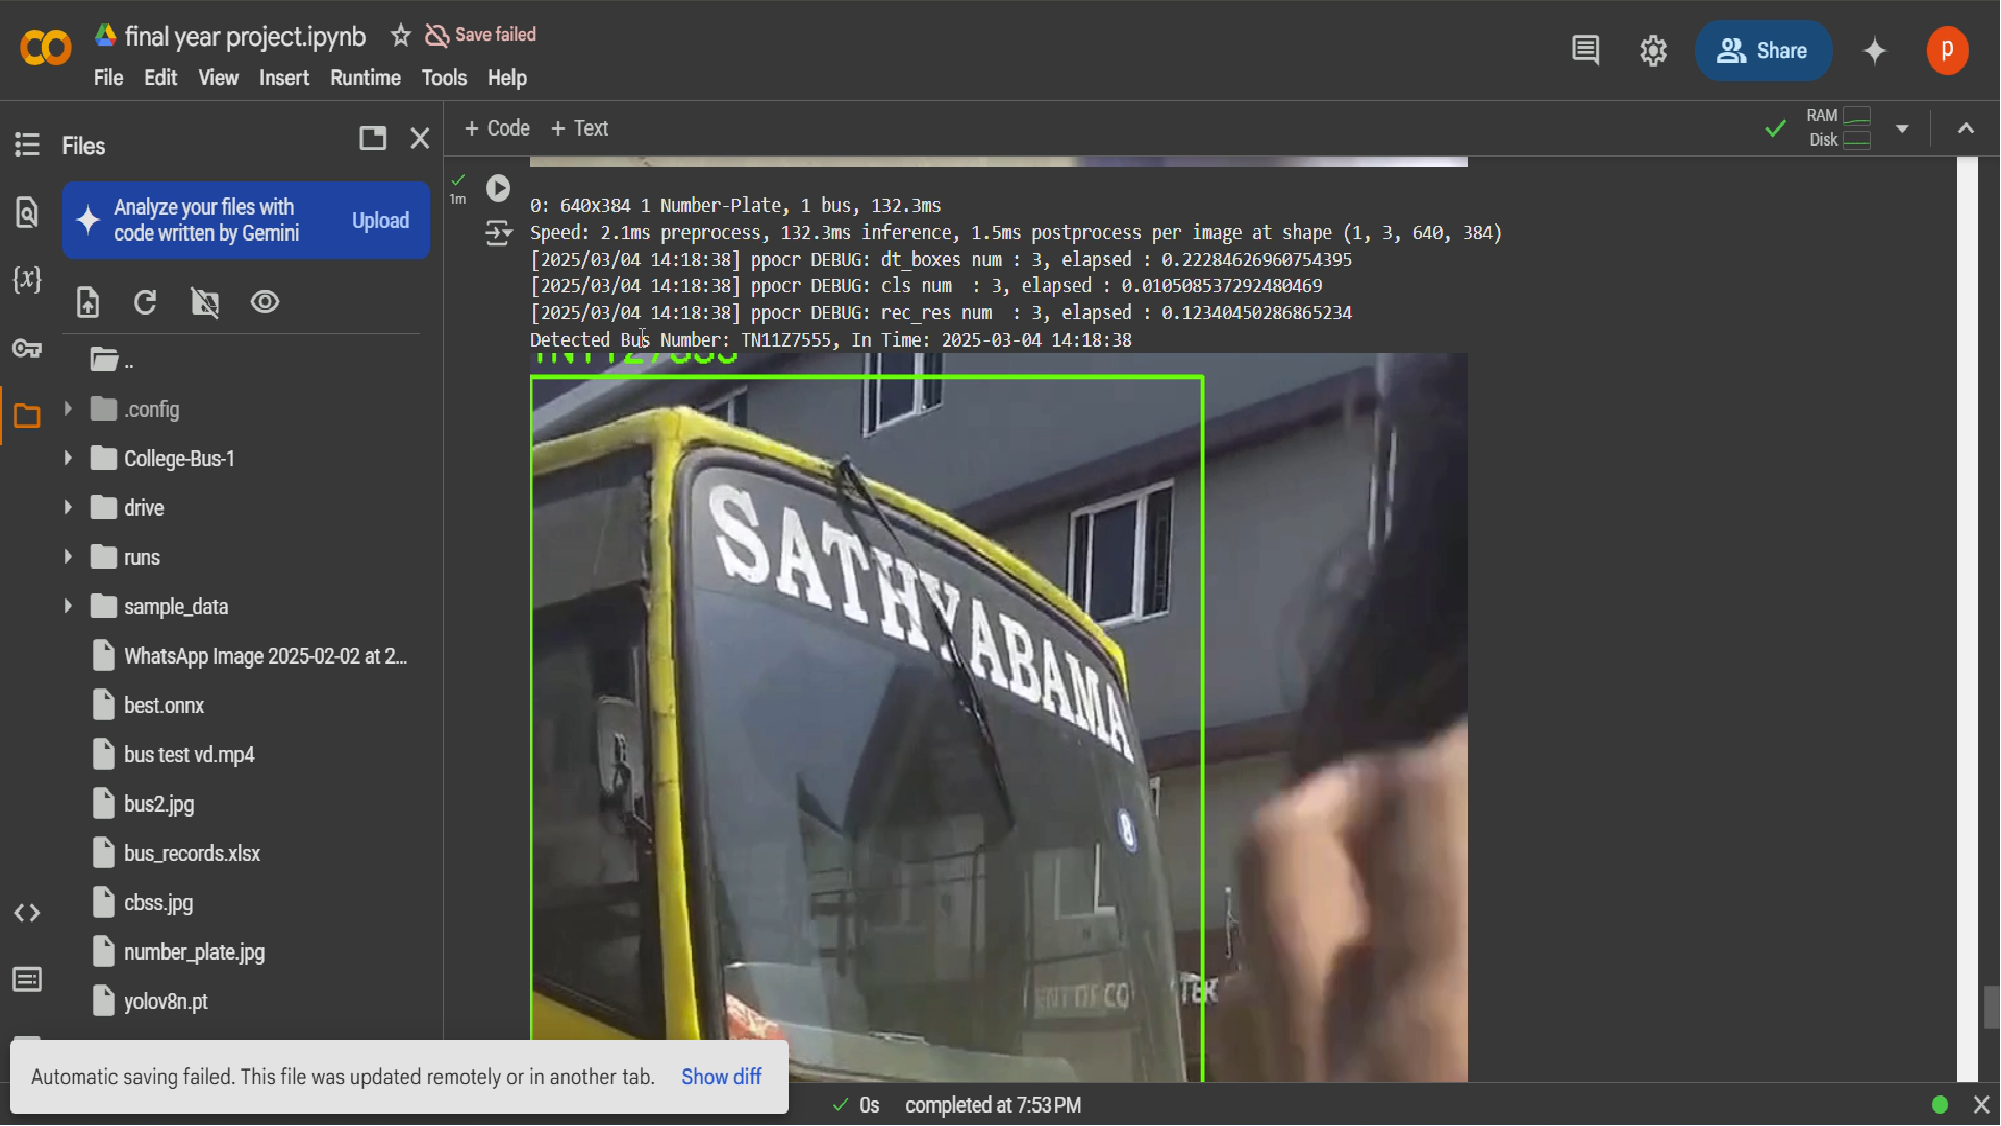 final year project.ipynb
Save failed
File Edit View Insert Runtime Tools Help
Share
p
Files
+ Code + Text
RAM
Disk
Analyze your files with
code written by Gemini
Upload
{x}
..
.config
College-Bus-1
drive
runs
sample_data
WhatsApp Image 2025-02-02 at 2...
best.onnx
bus test vd.mp4
bus2.jpg
bus_records.xlsx
cbss.jpg
number_plate.jpg
yolov8n.pt
1m
0: 640x384 1 Number-Plate, 1 bus, 132.3ms
Speed: 2.1ms preprocess, 132.3ms inference, 1.5ms postprocess per image at shape (1, 3, 640, 384)
[2025/03/04 14:18:38] ppocr DEBUG: dt_boxes num : 3, elapsed : 0.22284626960754395
[2025/03/04 14:18:38] ppocr DEBUG: cls num  : 3, elapsed : 0.010508537292480469
[2025/03/04 14:18:38] ppocr DEBUG: rec_res num  : 3, elapsed : 0.12340450286865234
Detected Bus Number: TN11Z7555, In Time: 2025-03-04 14:18:38
SATHYABAMA
8
Automatic saving failed. This file was updated remotely or in another tab.
Show diff
0s completed at 7:53 PM